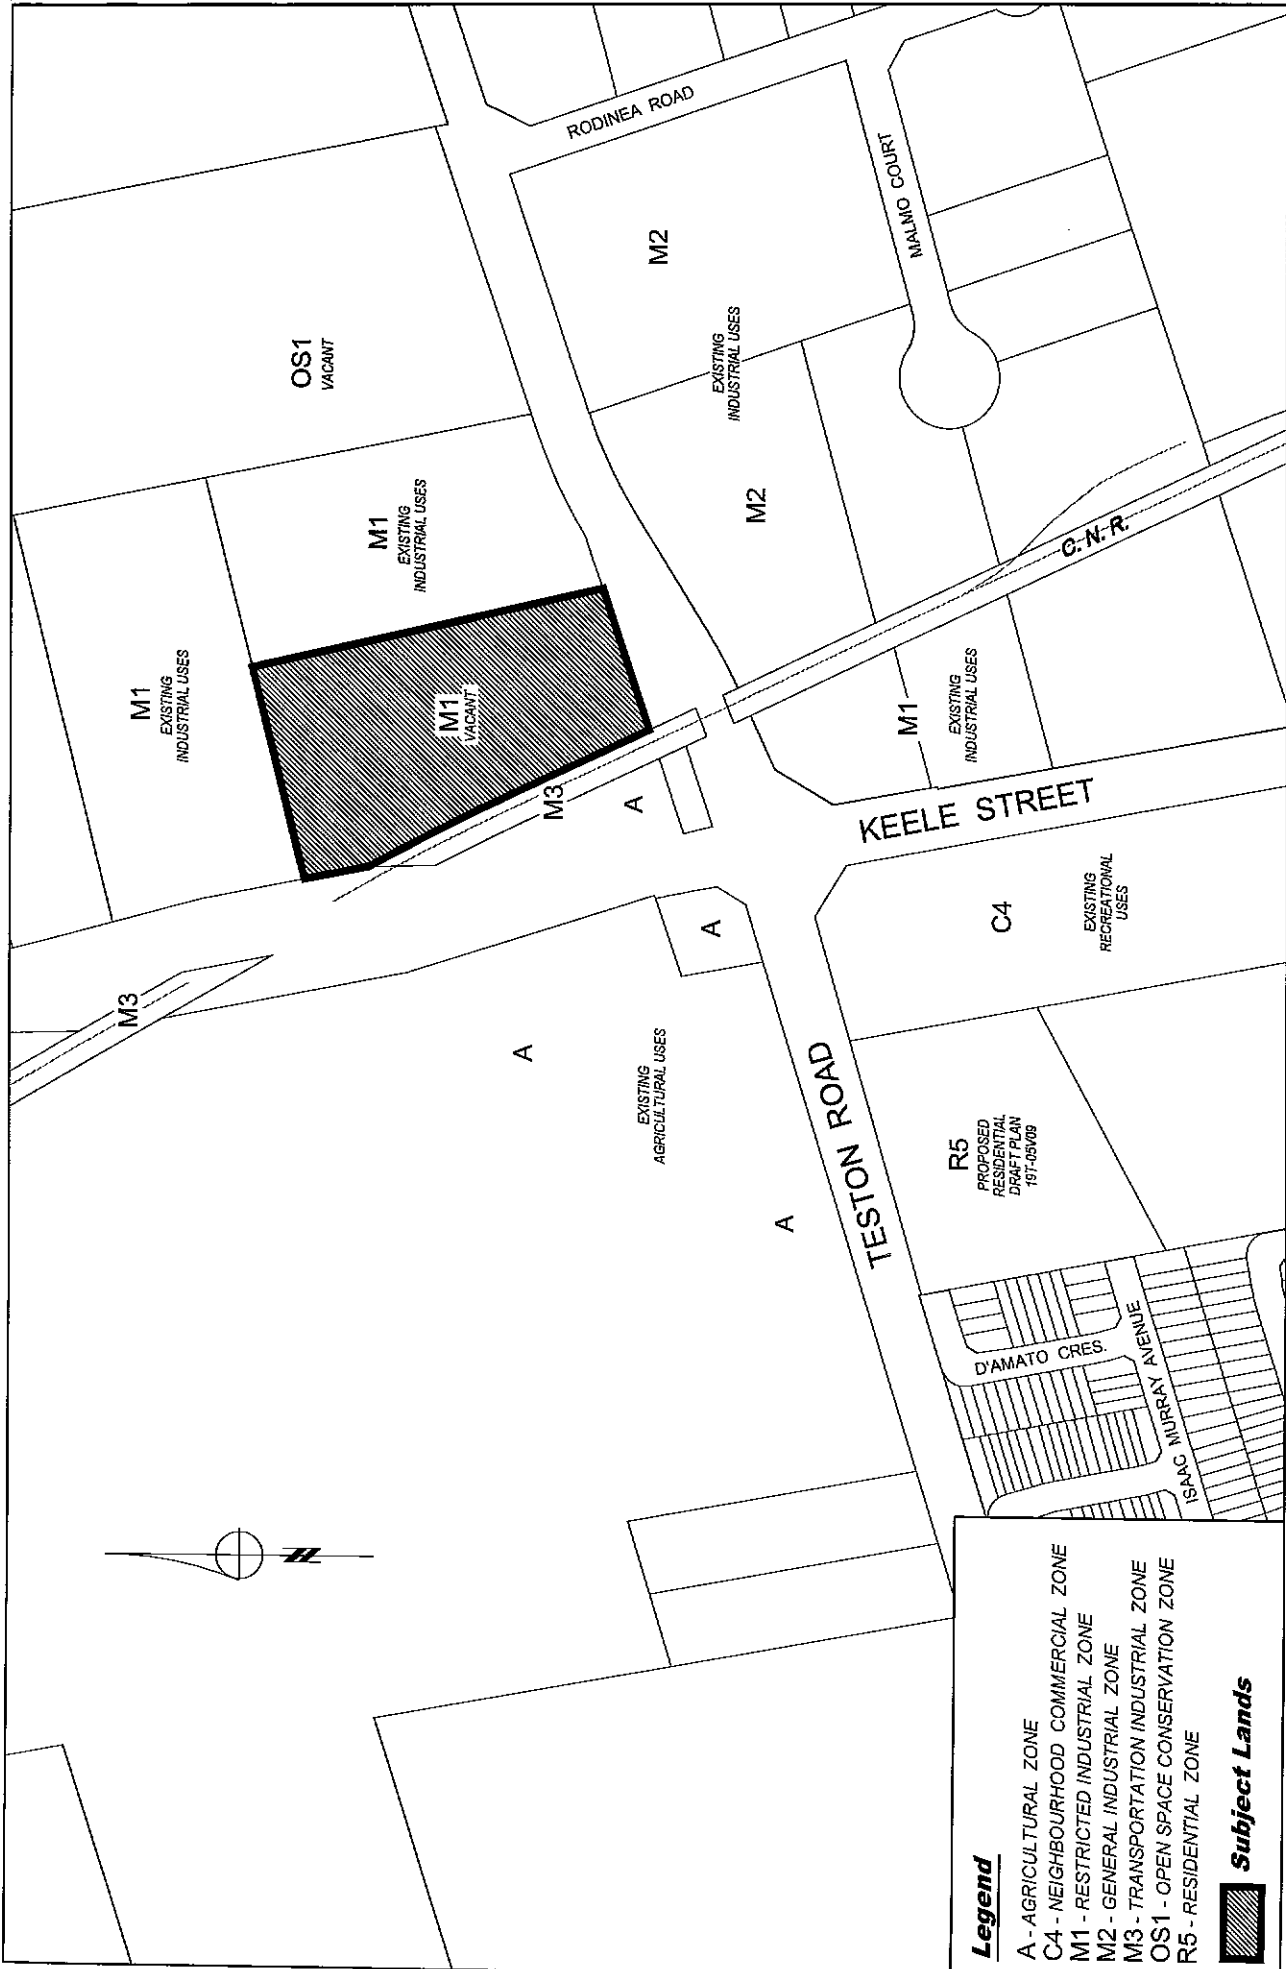 M1
EXISTING
INDUSTRIAL USES
OS1
VACANT
M1
EXISTING
INDUSTRIAL USES
M1
VACANT
M3
M3
A
A
A
EXISTING
AGRICULTURAL USES
A
N
RODINEA ROAD
M2
EXISTING
INDUSTRIAL USES
M2
MALMO COURT
C.N.R.
M1
EXISTING
INDUSTRIAL USES
KEELE STREET
TESTON ROAD
C4
EXISTING
RECREATIONAL
USES
R5
PROPOSED
RESIDENTIAL
DRAFT PLAN
19T-05V09
D'AMATO CRES.
ISAAC MURRAY AVENUE
Legend
A - AGRICULTURAL ZONE
C4 - NEIGHBOURHOOD COMMERCIAL ZONE
M1 - RESTRICTED INDUSTRIAL ZONE
M2 - GENERAL INDUSTRIAL ZONE
M3 - TRANSPORTATION INDUSTRIAL ZONE
OS1 - OPEN SPACE CONSERVATION ZONE
R5 - RESIDENTIAL ZONE
Subject Lands